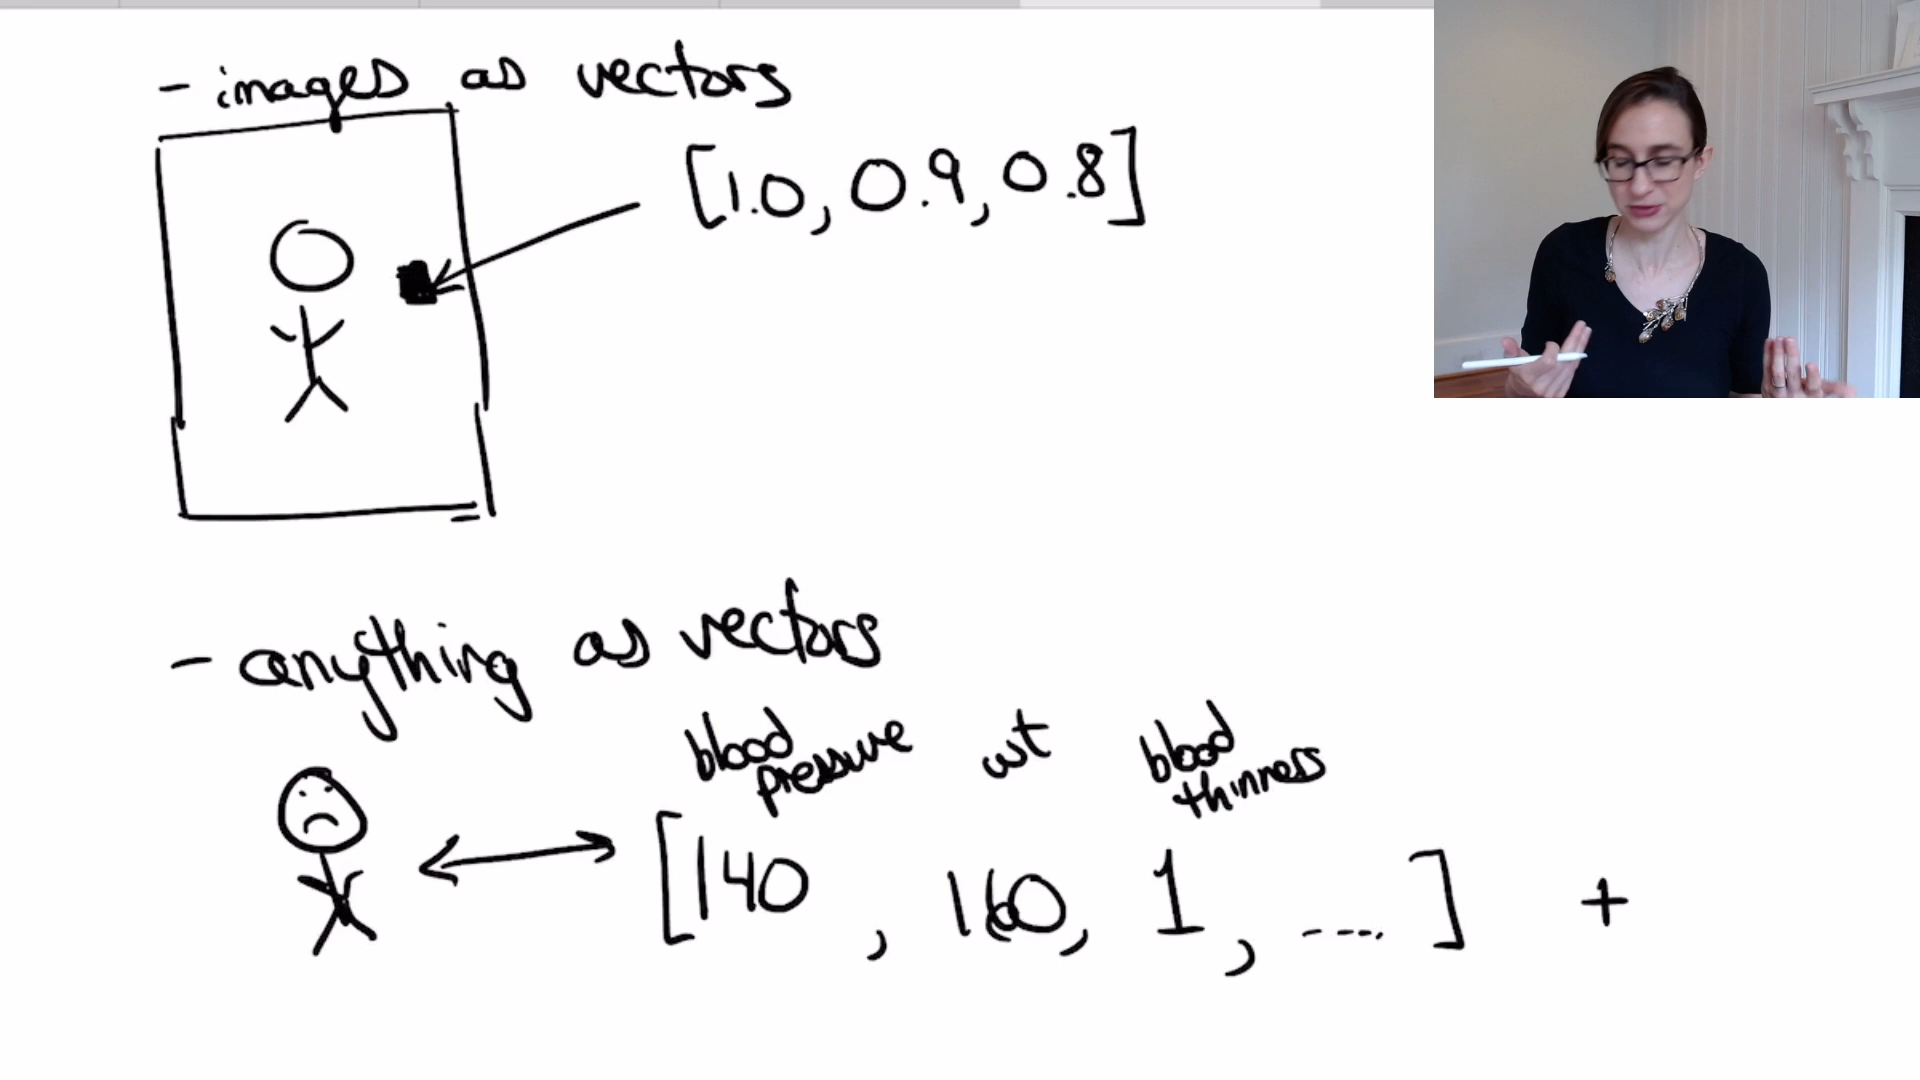 - images as vectors
[1.0, 0.9, 0.8]
- anything as vectors
blood pressure wt blood thinness
[140, 160, 1, ....] +